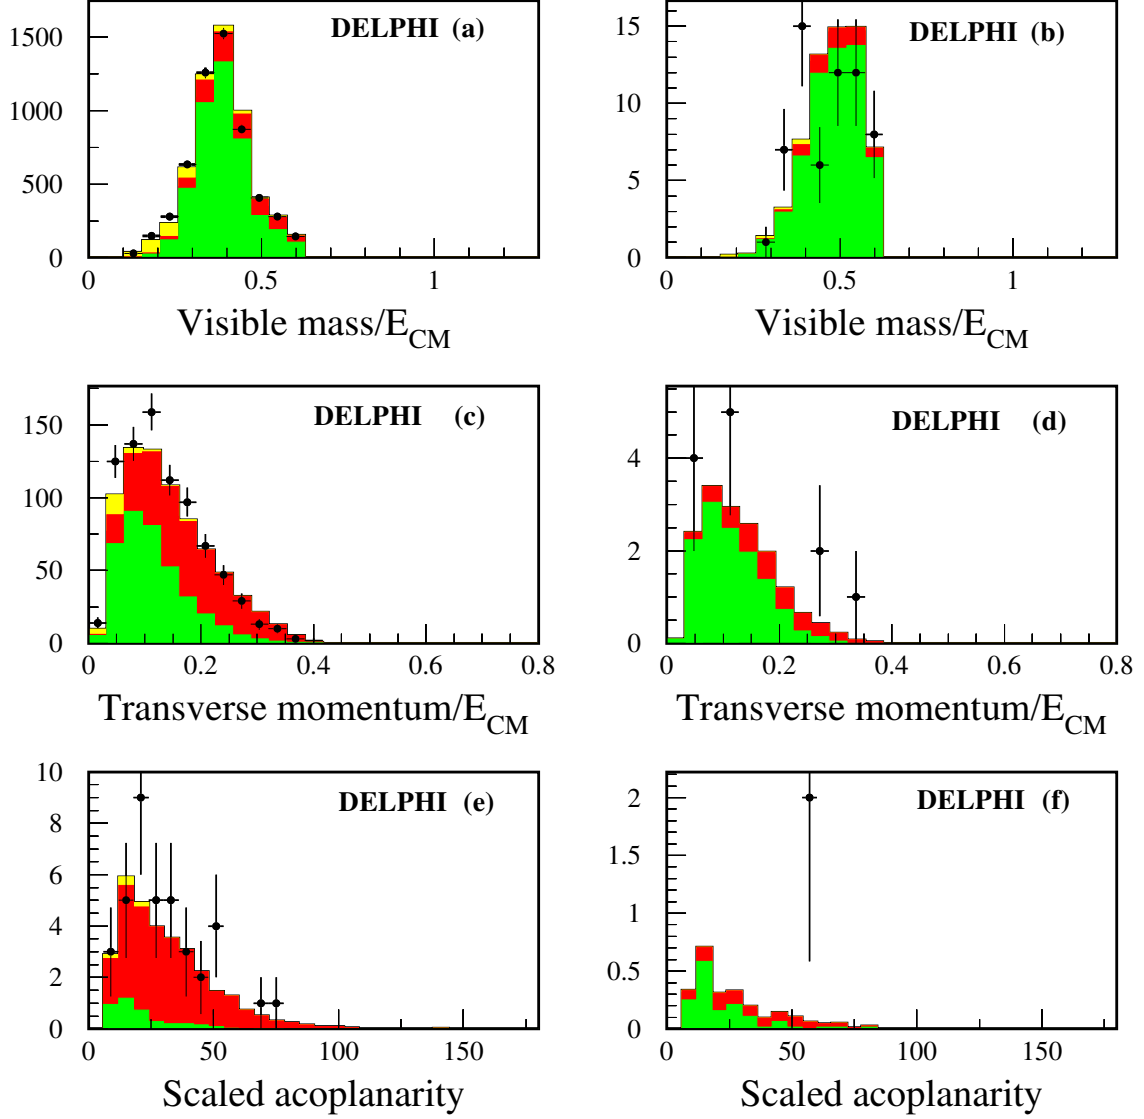 DELPHI (a)
1500
1000
500
0
0 0.5 1
Visible mass/E_CM
DELPHI (b)
15
10
5
0
0 0.5 1
Visible mass/E_CM
DELPHI (c)
150
100
50
0
0 0.2 0.4 0.6 0.8
Transverse momentum/E_CM
DELPHI (d)
4
2
0
0 0.2 0.4 0.6 0.8
Transverse momentum/E_CM
DELPHI (e)
10
8
6
4
2
0
0 50 100 150
Scaled acoplanarity
DELPHI (f)
2
1.5
1
0.5
0
0 50 100 150
Scaled acoplanarity